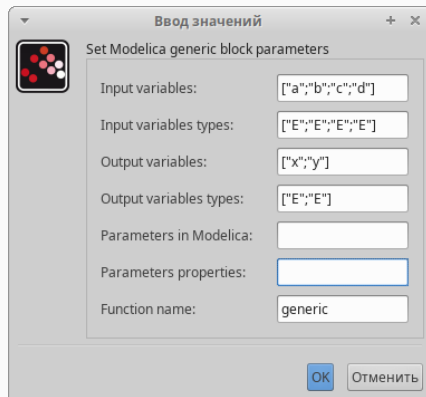 Ввод значений
Set Modelica generic block parameters
Input variables: ["a";"b";"c";"d"]
Input variables types: ["E";"E";"E";"E"]
Output variables: ["x";"y"]
Output variables types: ["E";"E"]
Parameters in Modelica:
Parameters properties:
Function name: generic
OK Отменить